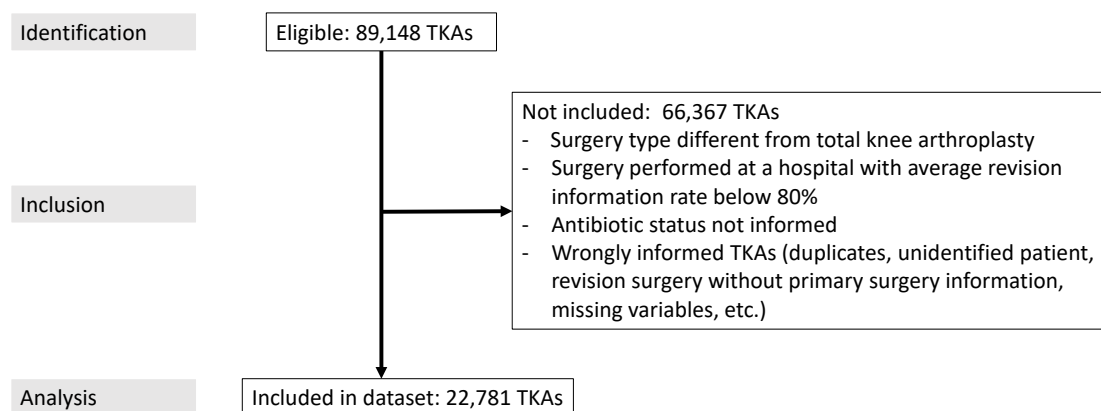 Identification
Eligible: 89,148 TKAs
Not included:  66,367 TKAs
- Surgery type different from total knee arthroplasty
- Surgery performed at a hospital with average revision
information rate below 80%
- Antibiotic status not informed
- Wrongly informed TKAs (duplicates, unidentified patient,
revision surgery without primary surgery information,
missing variables, etc.)
Inclusion
Analysis
Included in dataset: 22,781 TKAs